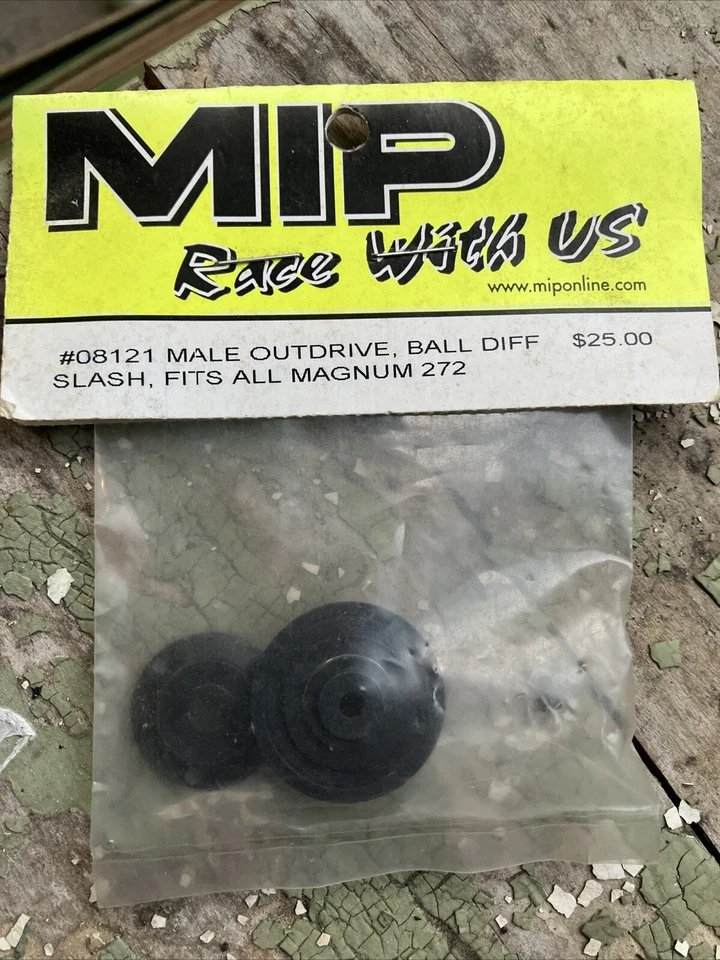 MIP
Race With US
www.miponline.com
#08121 MALE OUTDRIVE, BALL DIFF $25.00
SLASH, FITS ALL MAGNUM 272